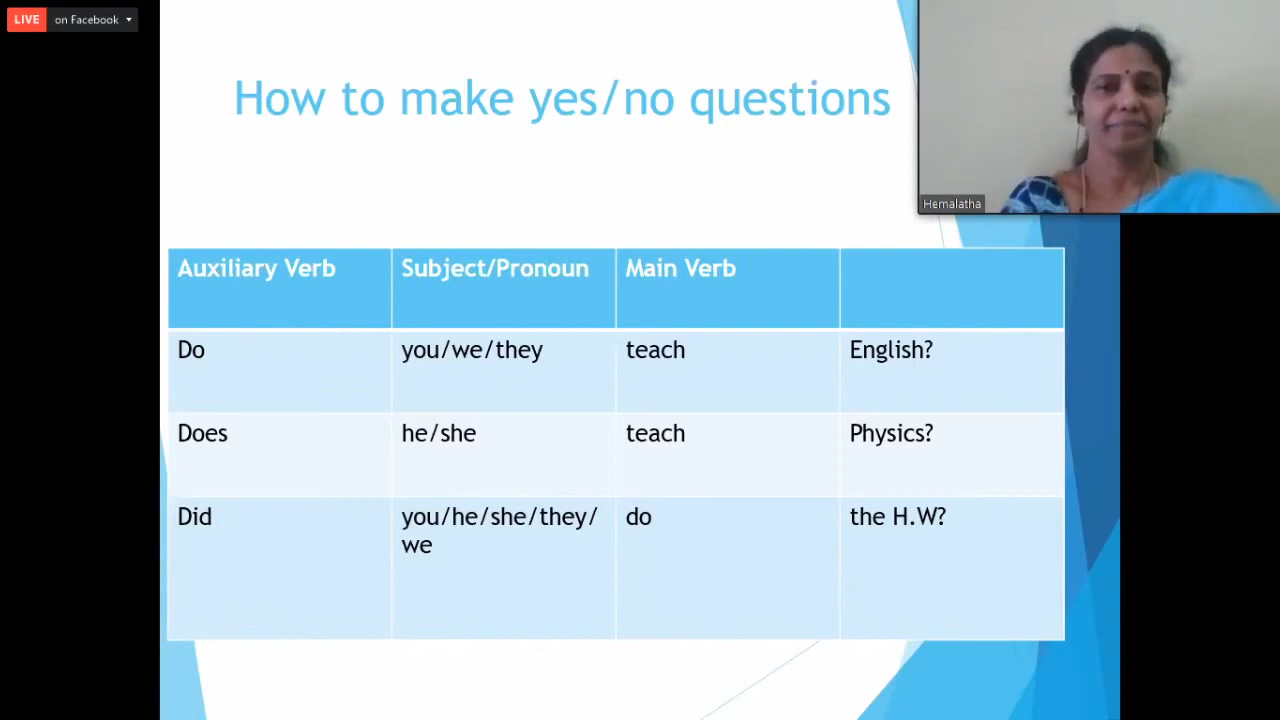 LIVE on Facebook
How to make yes/no questions
Hemalatha
Auxiliary Verb Subject/Pronoun Main Verb
Do you/we/they teach English?
Does he/she teach Physics?
Did you/he/she/they/ do the H.W?
we